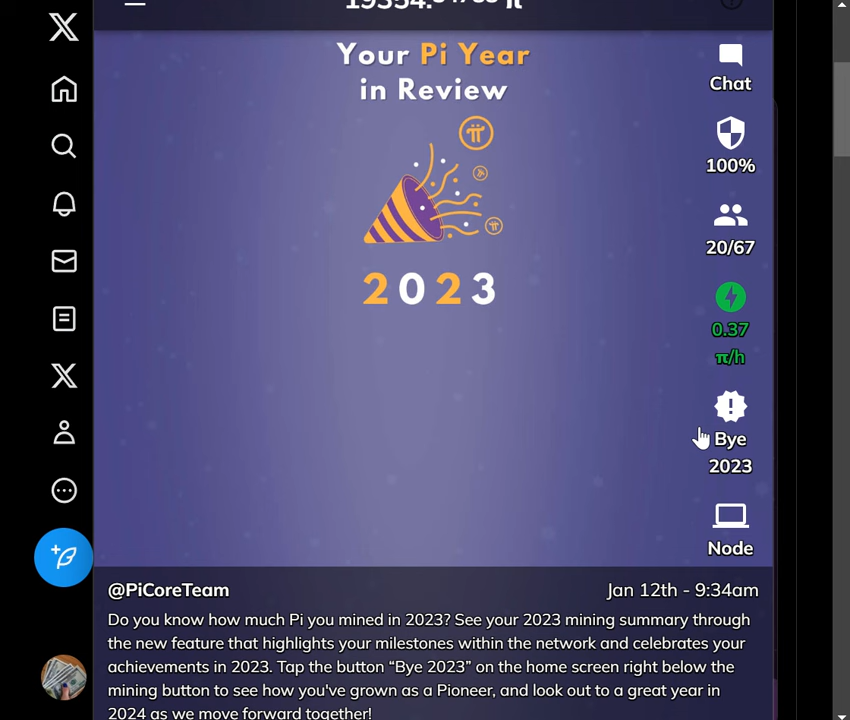 Your Pi Year
in Review
2023
Chat
100%
20/67
0.37
π/h
Bye
2023
Node
@PiCoreTeam
Jan 12th - 9:34am
Do you know how much Pi you mined in 2023? See your 2023 mining summary through
the new feature that highlights your milestones within the network and celebrates your
achievements in 2023. Tap the button “Bye 2023” on the home screen right below the
mining button to see how you've grown as a Pioneer, and look out to a great year in
2024 as we move forward together!